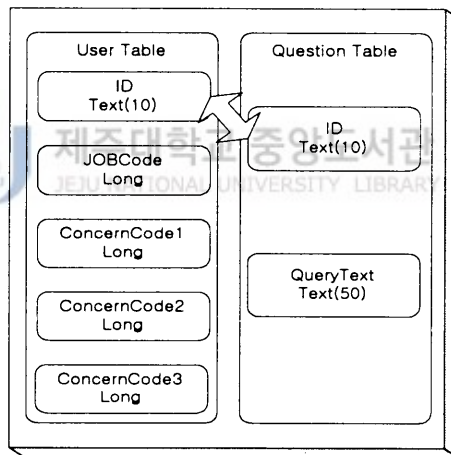 User Table
ID
Text(10)
JOBCode
Long
ConcernCode1
Long
ConcernCode2
Long
ConcernCode3
Long
Question Table
ID
Text(10)
QueryText
Text(50)
제주대학교 중앙도서관
JEJU NATIONAL UNIVERSITY LIBRARY